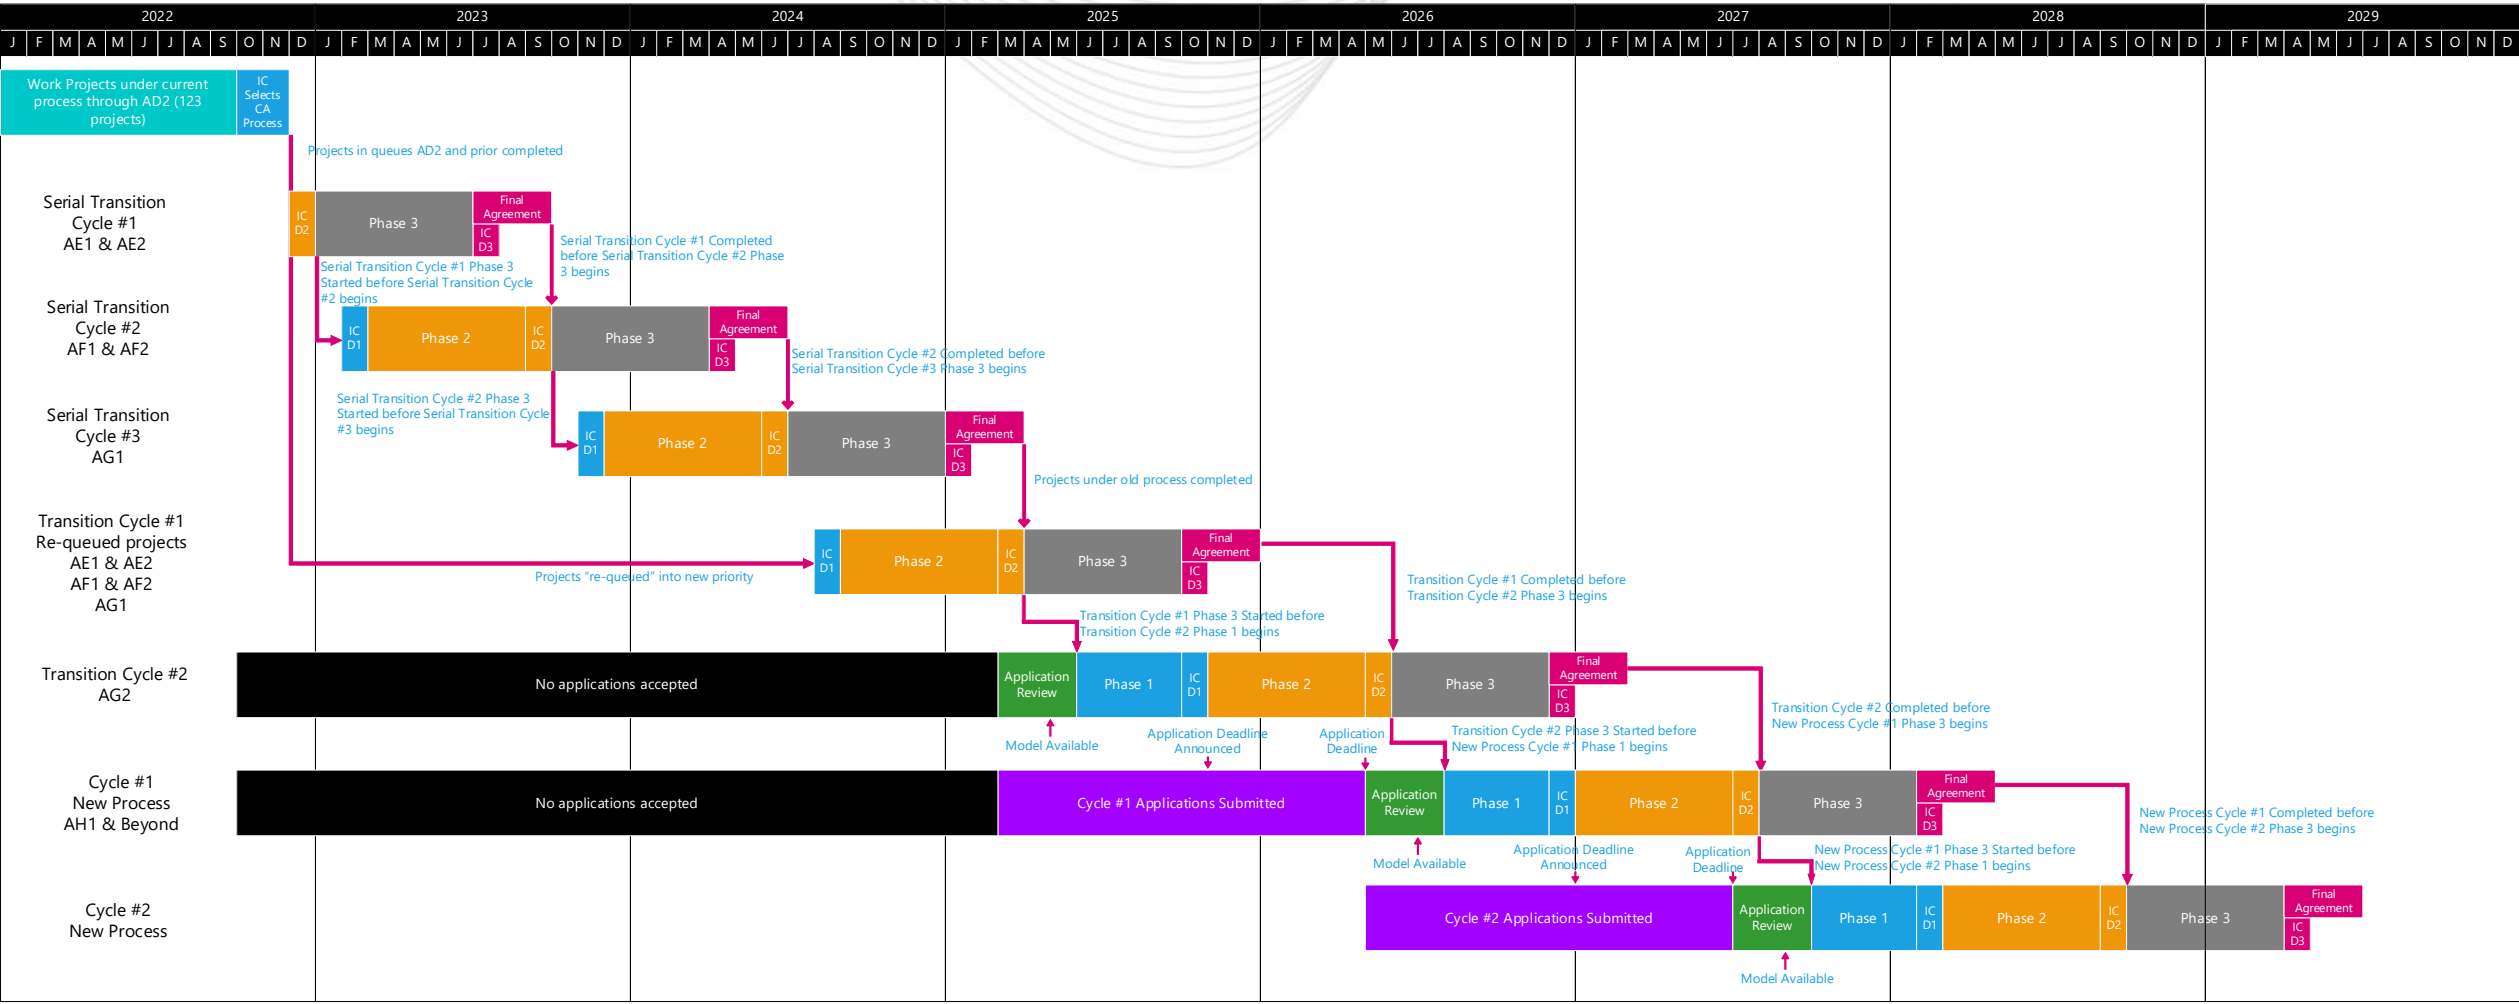 2022 2023 2024 2025 2026 2027 2028 2029
J F M A M J J A S O N D J F M A M J J A S O N D J F M A M J J A S O N D J F M A M J J A S O N D J F M A M J J A S O N D J F M A M J J A S O N D J F M A M J J A S O N D J F M A M J J A S O N D
Work Projects under current
process through AD2 (123
projects)
IC
Selects
CA
Process
Projects in queues AD2 and prior completed
Serial Transition
Cycle #1
AE1 & AE2
IC
D2
Phase 3
Final
Agreement
IC
D3
Serial Transition Cycle #1 Completed
before Serial Transition Cycle #2 Phase
3 begins
Serial Transition Cycle #1 Phase 3
Started before Serial Transition Cycle
#2 begins
Serial Transition
Cycle #2
AF1 & AF2
IC
D1
Phase 2
IC
D2
Phase 3
Final
Agreement
IC
D3
Serial Transition Cycle #2 Completed before
Serial Transition Cycle #3 Phase 3 begins
Serial Transition Cycle #2 Phase 3
Started before Serial Transition Cycle
#3 begins
Serial Transition
Cycle #3
AG1
IC
D1
Phase 2
IC
D2
Phase 3
Final
Agreement
IC
D3
Projects under old process completed
Transition Cycle #1
Re-queued projects
AE1 & AE2
AF1 & AF2
AG1
Projects “re-queued” into new priority
IC
D1
Phase 2
IC
D2
Phase 3
Final
Agreement
IC
D3
Transition Cycle #1 Completed before
Transition Cycle #2 Phase 3 begins
Transition Cycle #1 Phase 3 Started before
Transition Cycle #2 Phase 1 begins
Transition Cycle #2
AG2
No applications accepted
Application
Review
Phase 1
IC
D1
Phase 2
IC
D2
Phase 3
Final
Agreement
IC
D3
Transition Cycle #2 Completed before
New Process Cycle #1 Phase 3 begins
Model Available
Application Deadline
Announced
Application
Deadline
Transition Cycle #2 Phase 3 Started before
New Process Cycle #1 Phase 1 begins
Cycle #1
New Process
AH1 & Beyond
No applications accepted
Cycle #1 Applications Submitted
Application
Review
Phase 1
IC
D1
Phase 2
IC
D2
Phase 3
Final
Agreement
IC
D3
New Process Cycle #1 Completed before
New Process Cycle #2 Phase 3 begins
Model Available
Application Deadline
Announced
Application
Deadline
New Process Cycle #1 Phase 3 Started before
New Process Cycle #2 Phase 1 begins
Cycle #2
New Process
Cycle #2 Applications Submitted
Application
Review
Phase 1
IC
D1
Phase 2
IC
D2
Phase 3
Final
Agreement
IC
D3
Model Available